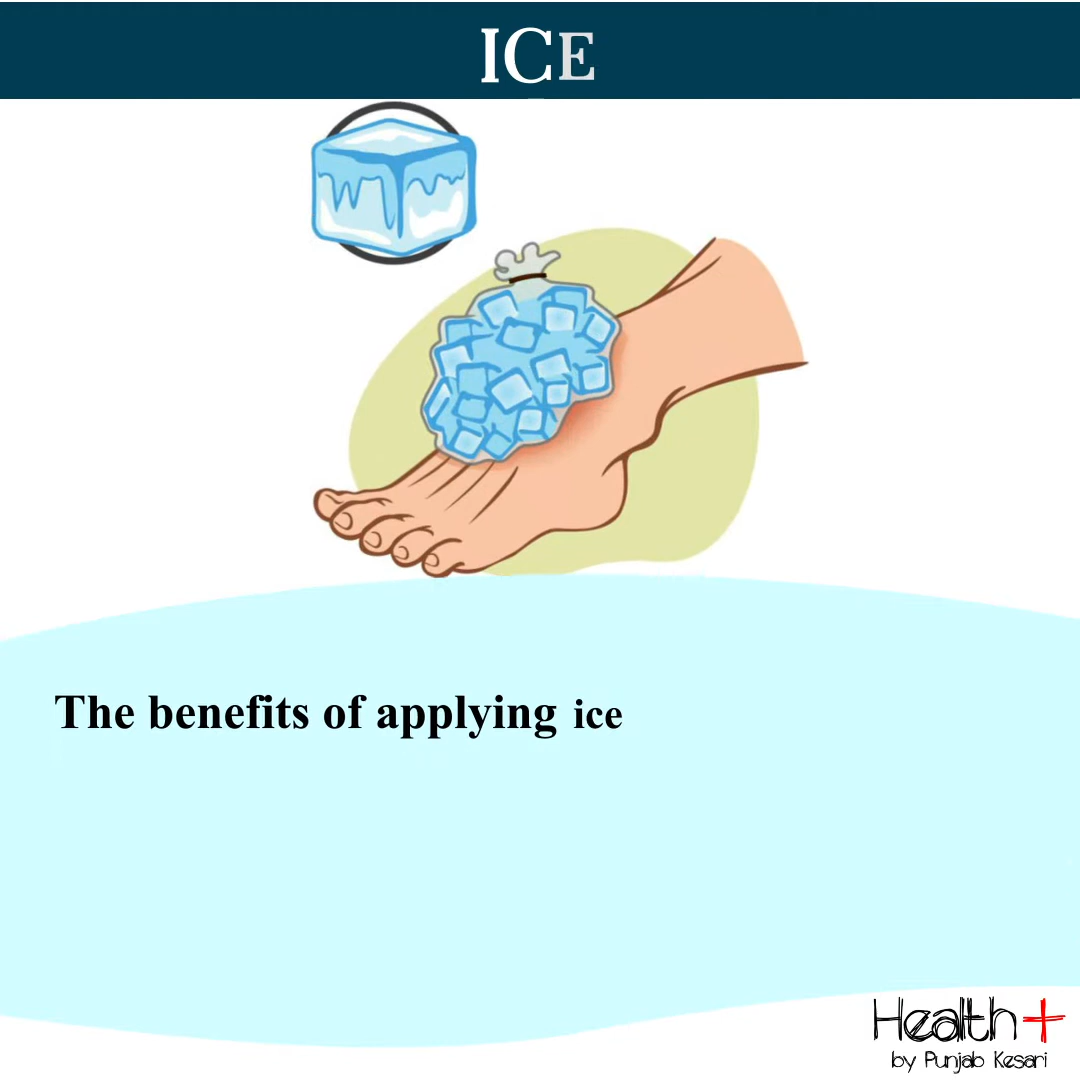 ICE
The benefits of applying ice
Health+
by Punjab Kesari